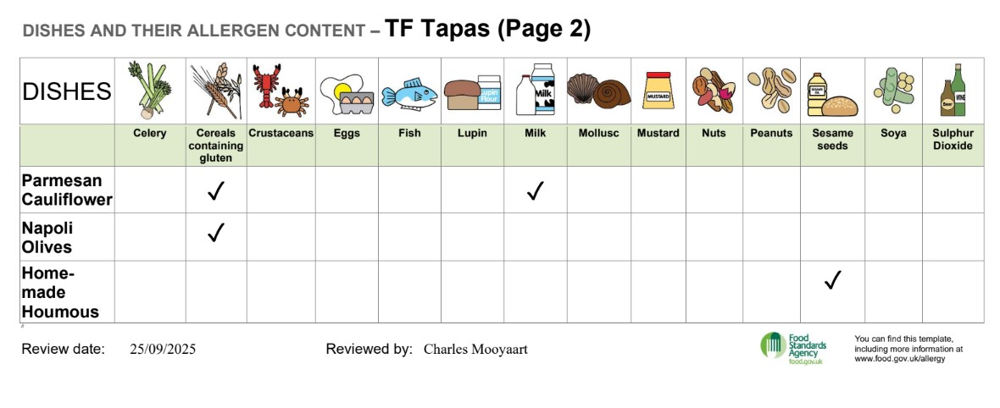 DISHES AND THEIR ALLERGEN CONTENT – TF Tapas (Page 2)
DISHES
Celery
Cereals
containing
gluten
Crustaceans
Eggs
Fish
Lupin
Milk
Mollusc
Mustard
Nuts
Peanuts
Sesame
seeds
Soya
Sulphur
Dioxide
Lupin
Flour
Milk
MUSTARD
SESAME
OIL
Beer
WINE
Parmesan
Cauliflower
✓ ✓
Napoli
Olives
✓
Home-
made
Houmous
✓
Review date: 25/09/2025 Reviewed by: Charles Mooyaart
Food
Standards
Agency
food.gov.uk
You can find this template,
including more information at
www.food.gov.uk/allergy